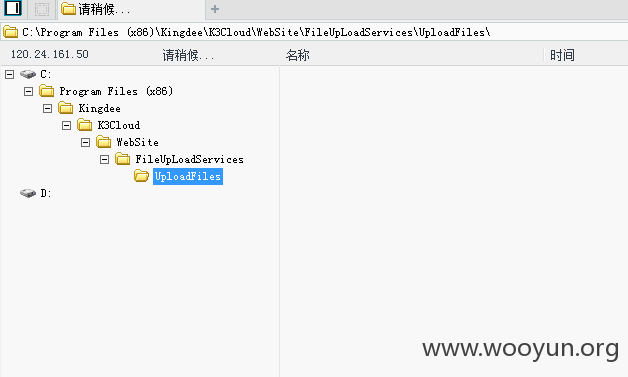 请稍候...
C:\Program Files (x86)\Kingdee\K3Cloud\WebSite\FileUpLoadServices\UploadFiles\
120.24.161.50 请稍候... 名称 时间
C:
Program Files (x86)
Kingdee
K3Cloud
WebSite
FileUpLoadServices
UploadFiles
D:
www.wooyun.org